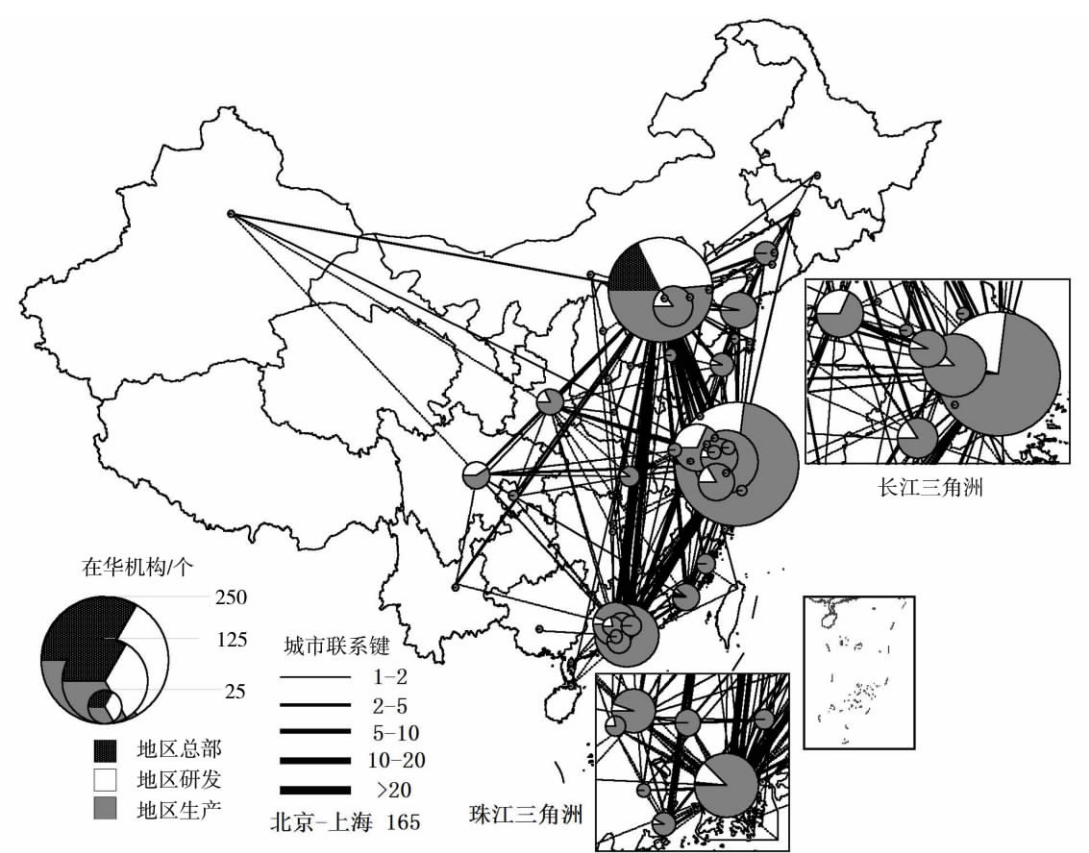 长江三角洲
在华机构/个
250
125
25
地区总部
地区研发
地区生产
城市联系键
1-2
2-5
5-10
10-20
>20
北京-上海 165
珠江三角洲